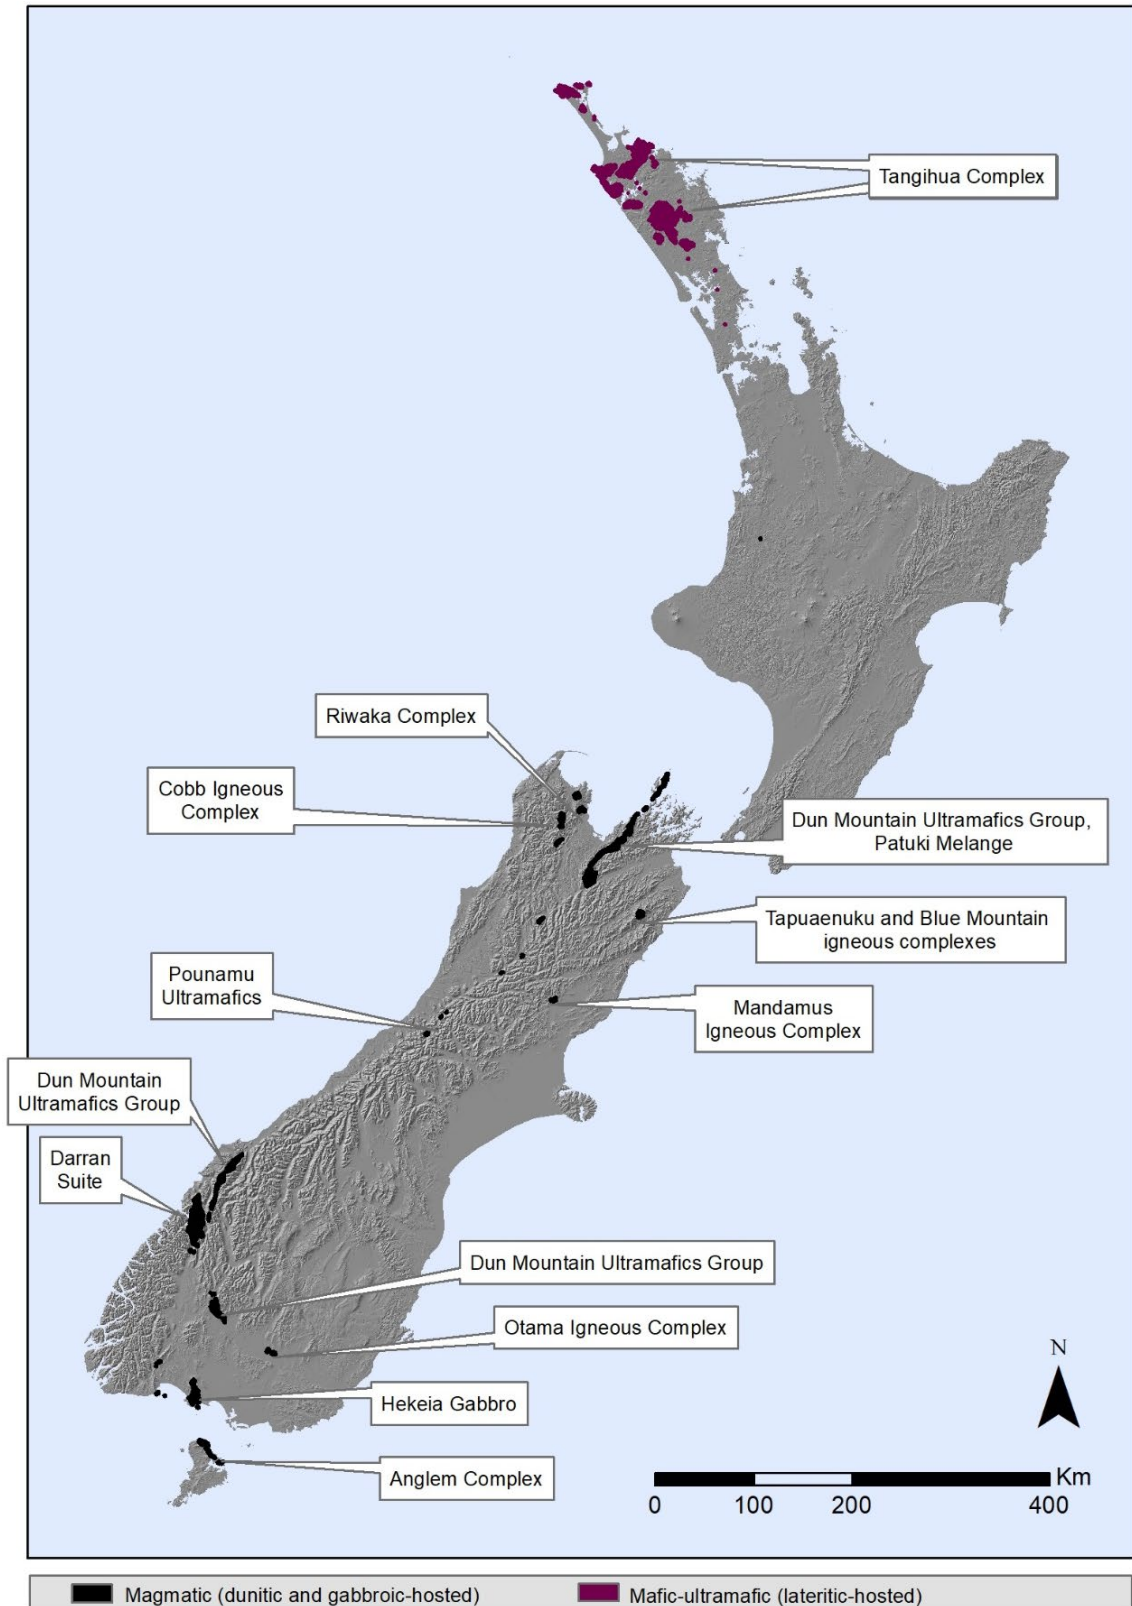 Tangihua Complex
Riwaka Complex
Cobb Igneous
Complex
Dun Mountain Ultramafics Group,
Patuki Melange
Tapuaenuku and Blue Mountain
igneous complexes
Pounamu
Ultramafics
Mandamus
Igneous Complex
Dun Mountain
Ultramafics Group
Darran
Suite
Dun Mountain Ultramafics Group
Otama Igneous Complex
Hekeia Gabbro
Anglem Complex
N
Km
0 100 200 400
Magmatic (dunitic and gabbroic-hosted) Mafic-ultramafic (lateritic-hosted)